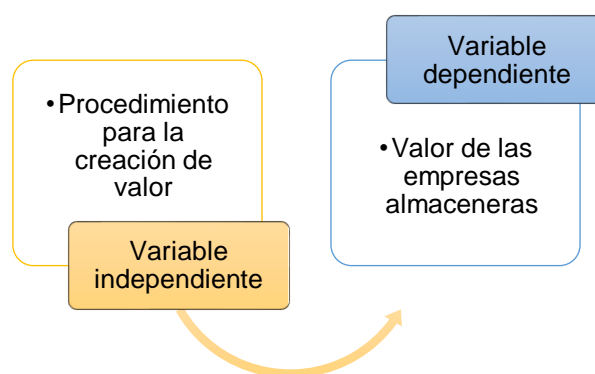 •Procedimiento
para la
creación de
valor
Variable
independiente
Variable
dependiente
•Valor de las
empresas
almaceneras